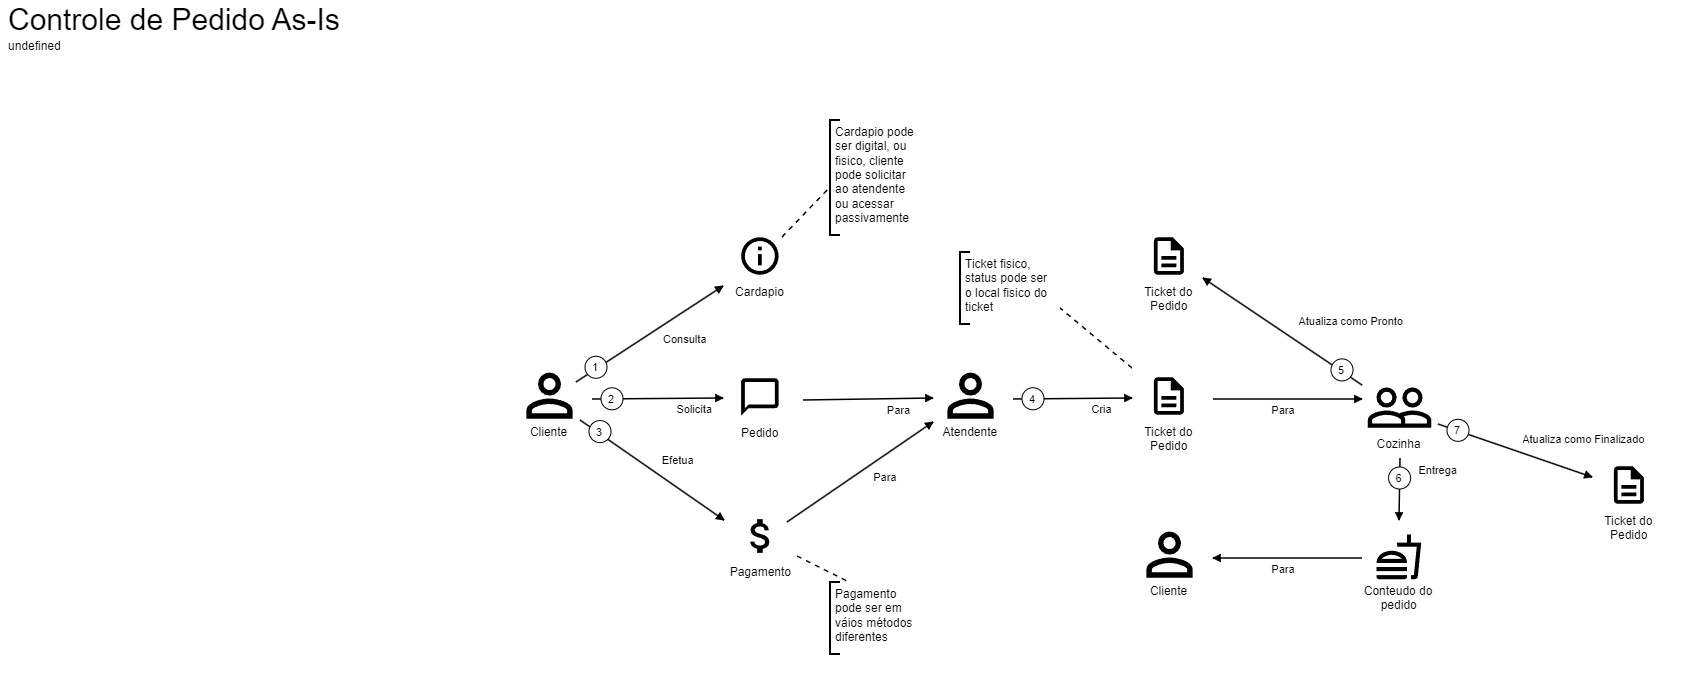 Controle de Pedido As-Is
undefined
Cardapio pode
ser digital, ou
fisico, cliente
pode solicitar
ao atendente
ou acessar
passivamente
Cardapio
Ticket fisico,
status pode ser
o local fisico do
ticket
Ticket do
Pedido
Atualiza como Pronto
Consulta
1
5
Cliente
2
Solicita
Pedido
Para
Atendente
4
Cria
Ticket do
Pedido
Para
Cozinha
7
Atualiza como Finalizado
3
Efetua
Para
6
Entrega
Ticket do
Pedido
Pagamento
Pagamento
pode ser em
váios métodos
diferentes
Cliente
Para
Conteudo do
pedido